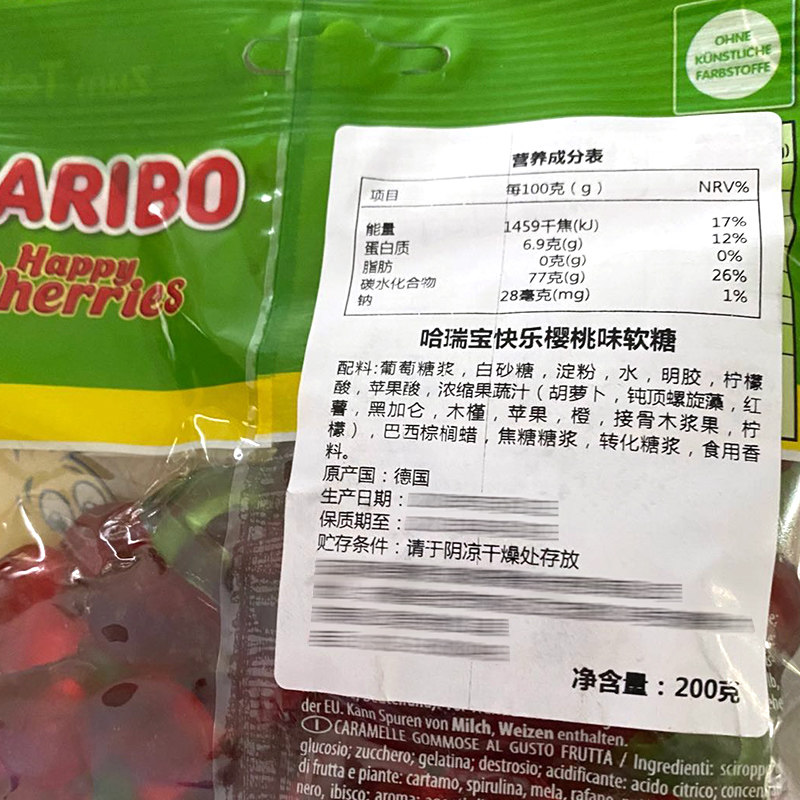 OHNE
KÜNSTLICHE
FARBSTOFFE
ARIBO
Happy
herries
营养成分表
项目 每100克（g） NRV%
能量 1459千焦(kJ) 17%
蛋白质 6.9克(g) 12%
脂肪 0克(g) 0%
碳水化合物 77克(g) 26%
钠 28毫克(mg) 1%
哈瑞宝快乐樱桃味软糖
配料:葡萄糖浆，白砂糖，淀粉，水，明胶，柠檬
酸，苹果酸，浓缩果蔬汁（胡萝卜，钝顶螺旋藻，红
薯，黑加仑，木槿，苹果，橙，接骨木浆果，柠
檬），巴西棕榈蜡，焦糖糖浆，转化糖浆，食用香
料。
原产国：德国
生产日期：
保质期至：
贮存条件：请于阴凉干燥处存放
净含量：200克
der EU. Kann Spuren von Milch, Weizen enthalten.
I CARAMELLE GOMMOSE AL GUSTO FRUTTA / Ingredienti: sciropp
glucosio; zucchero; gelatina; destrosio; acidificante: acido citrico; concen
di frutta e piante: cartamo, spirulina, mela, rafano
nero, ibisco; aroma;